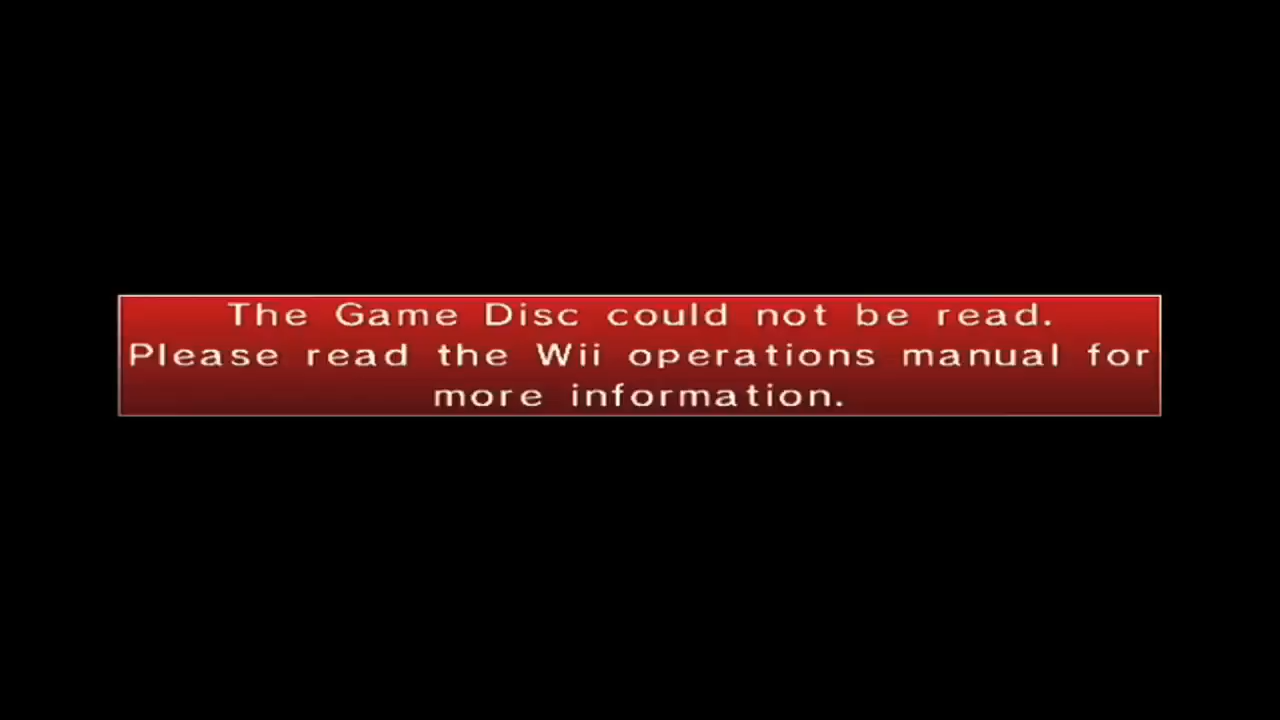 The Game Disc could not be read.
Please read the Wii operations manual for
more information.